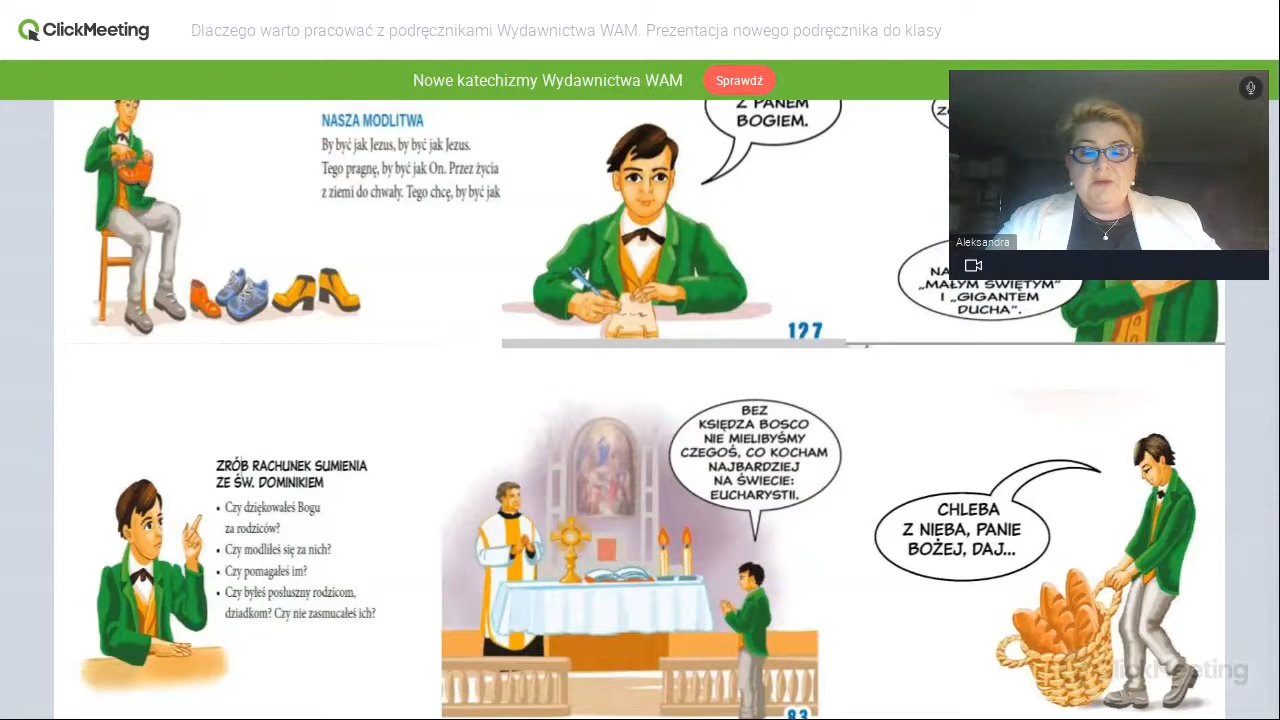 ClickMeeting
Dlaczego warto pracować z podręcznikami Wydawnictwa WAM. Prezentacja nowego podręcznika do klasy
Nowe katechizmy Wydawnictwa WAM
Sprawdź
NASZA MODLITWA
By być jak Jezus, by być jak Jezus.
Tego pragnę, by być jak On. Przez życia
z ziemi do chwały. Tego chcę, by być jak
Z PANEM
BOGIEM.
127
Aleksandra
„MAŁYM ŚWIĘTYM”
I „GIGANTEM
DUCHA”.
ZRÓB RACHUNEK SUMIENIA
ZE ŚW. DOMINIKIEM
• Czy dziękowałeś Bogu
za rodziców?
• Czy modliłeś się za nich?
• Czy pomagałeś im?
• Czy byłeś posłuszny rodzicom,
dziadkom? Czy nie zasmucałeś ich?
BEZ
KSIĘDZA BOSCO
NIE MIELIBYŚMY
CZEGOŚ, CO KOCHAM
NAJBARDZIEJ
NA ŚWIECIE:
EUCHARYSTII.
83
CHLEBA
Z NIEBA, PANIE
BOŻEJ, DAJ...
ClickMeeting